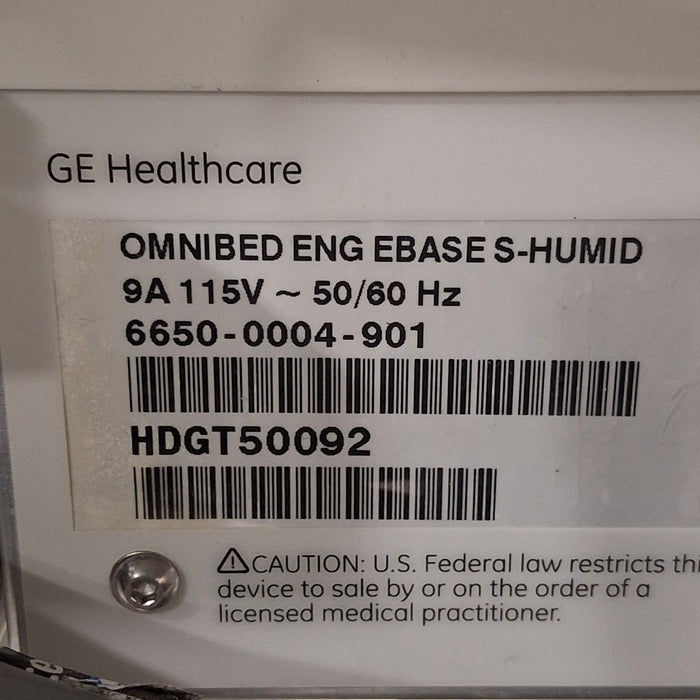 GE Healthcare
OMNIBED ENG EBASE S-HUMID
9A 115V ~ 50/60 Hz
6650-0004-901
HDGT50092
⚠CAUTION: U.S. Federal law restricts thi
device to sale by or on the order of a
licensed medical practitioner.